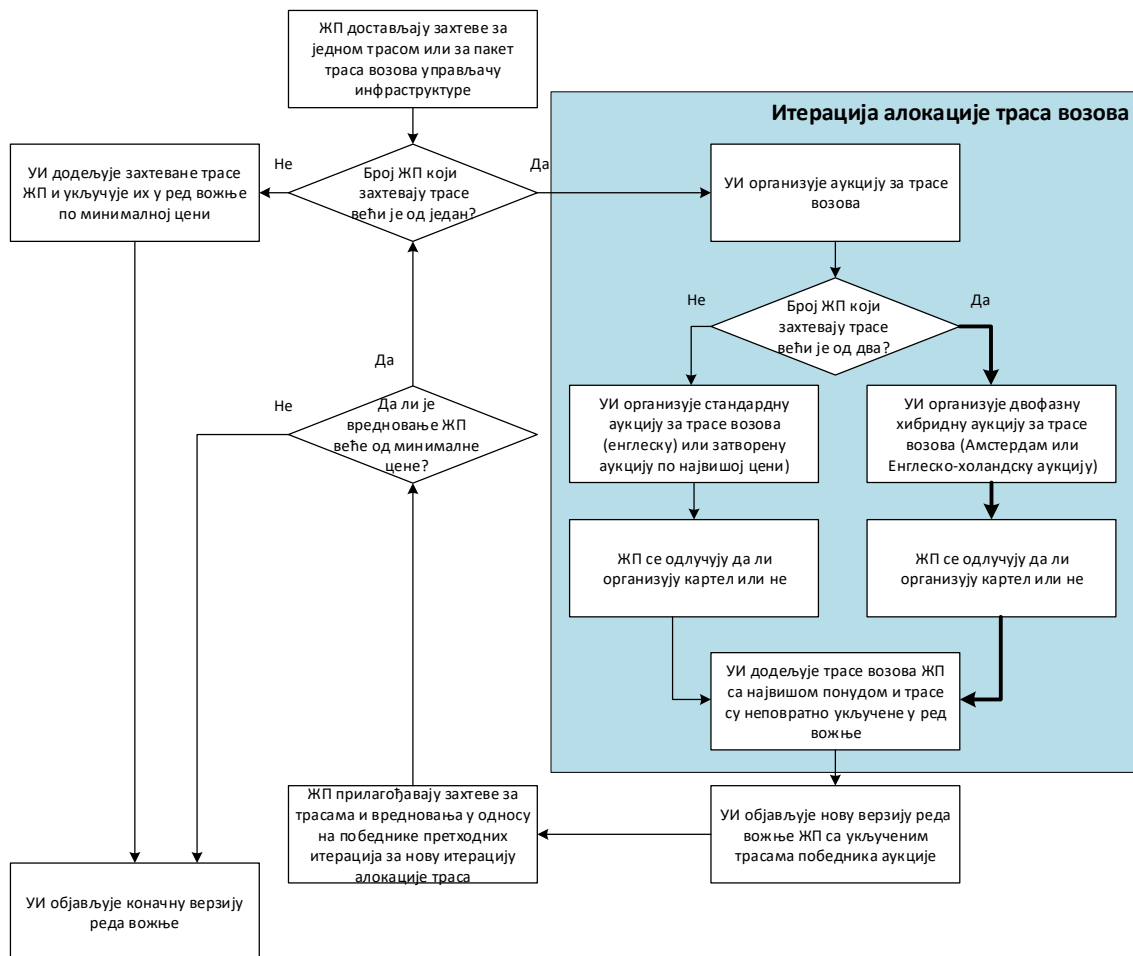 ЖП достављају захтеве за
једном трасом или за пакет
траса возова управљачу
инфраструктуре
Итерација алокације траса возова
Не
Да
УИ додељује захтеване трасе
ЖП и укључује их у ред вожње
по минималној цени
Број ЖП који
захтевају трасе
већи је од један?
УИ организује аукцију за трасе
возова
Не
Да
Број ЖП који
захтевају трасе
већи је од два?
Да
Не
Да ли је
вредновање ЖП
веће од минималне
цене?
УИ организује стандардну
аукцију за трасе возова
(енглеску) или затворену
аукцију по највишој цени)
УИ организује двофазну
хибридну аукцију за трасе
возова (Амстердам или
Енглеско-холандску аукцију)
ЖП се одлучују да ли
организују картел или не
ЖП се одлучују да ли
организују картел или не
УИ додељује трасе возова ЖП
са највишом понудом и трасе
су неповратно укључене у ред
вожње
ЖП прилагођавају захтеве за
трасама и вредновања у односу
на победнике претходних
итерација за нову итерацију
алокације траса
УИ објављује нову верзију реда
вожње ЖП са укљученим
трасама победника аукције
УИ објављује коначну верзију
реда вожње